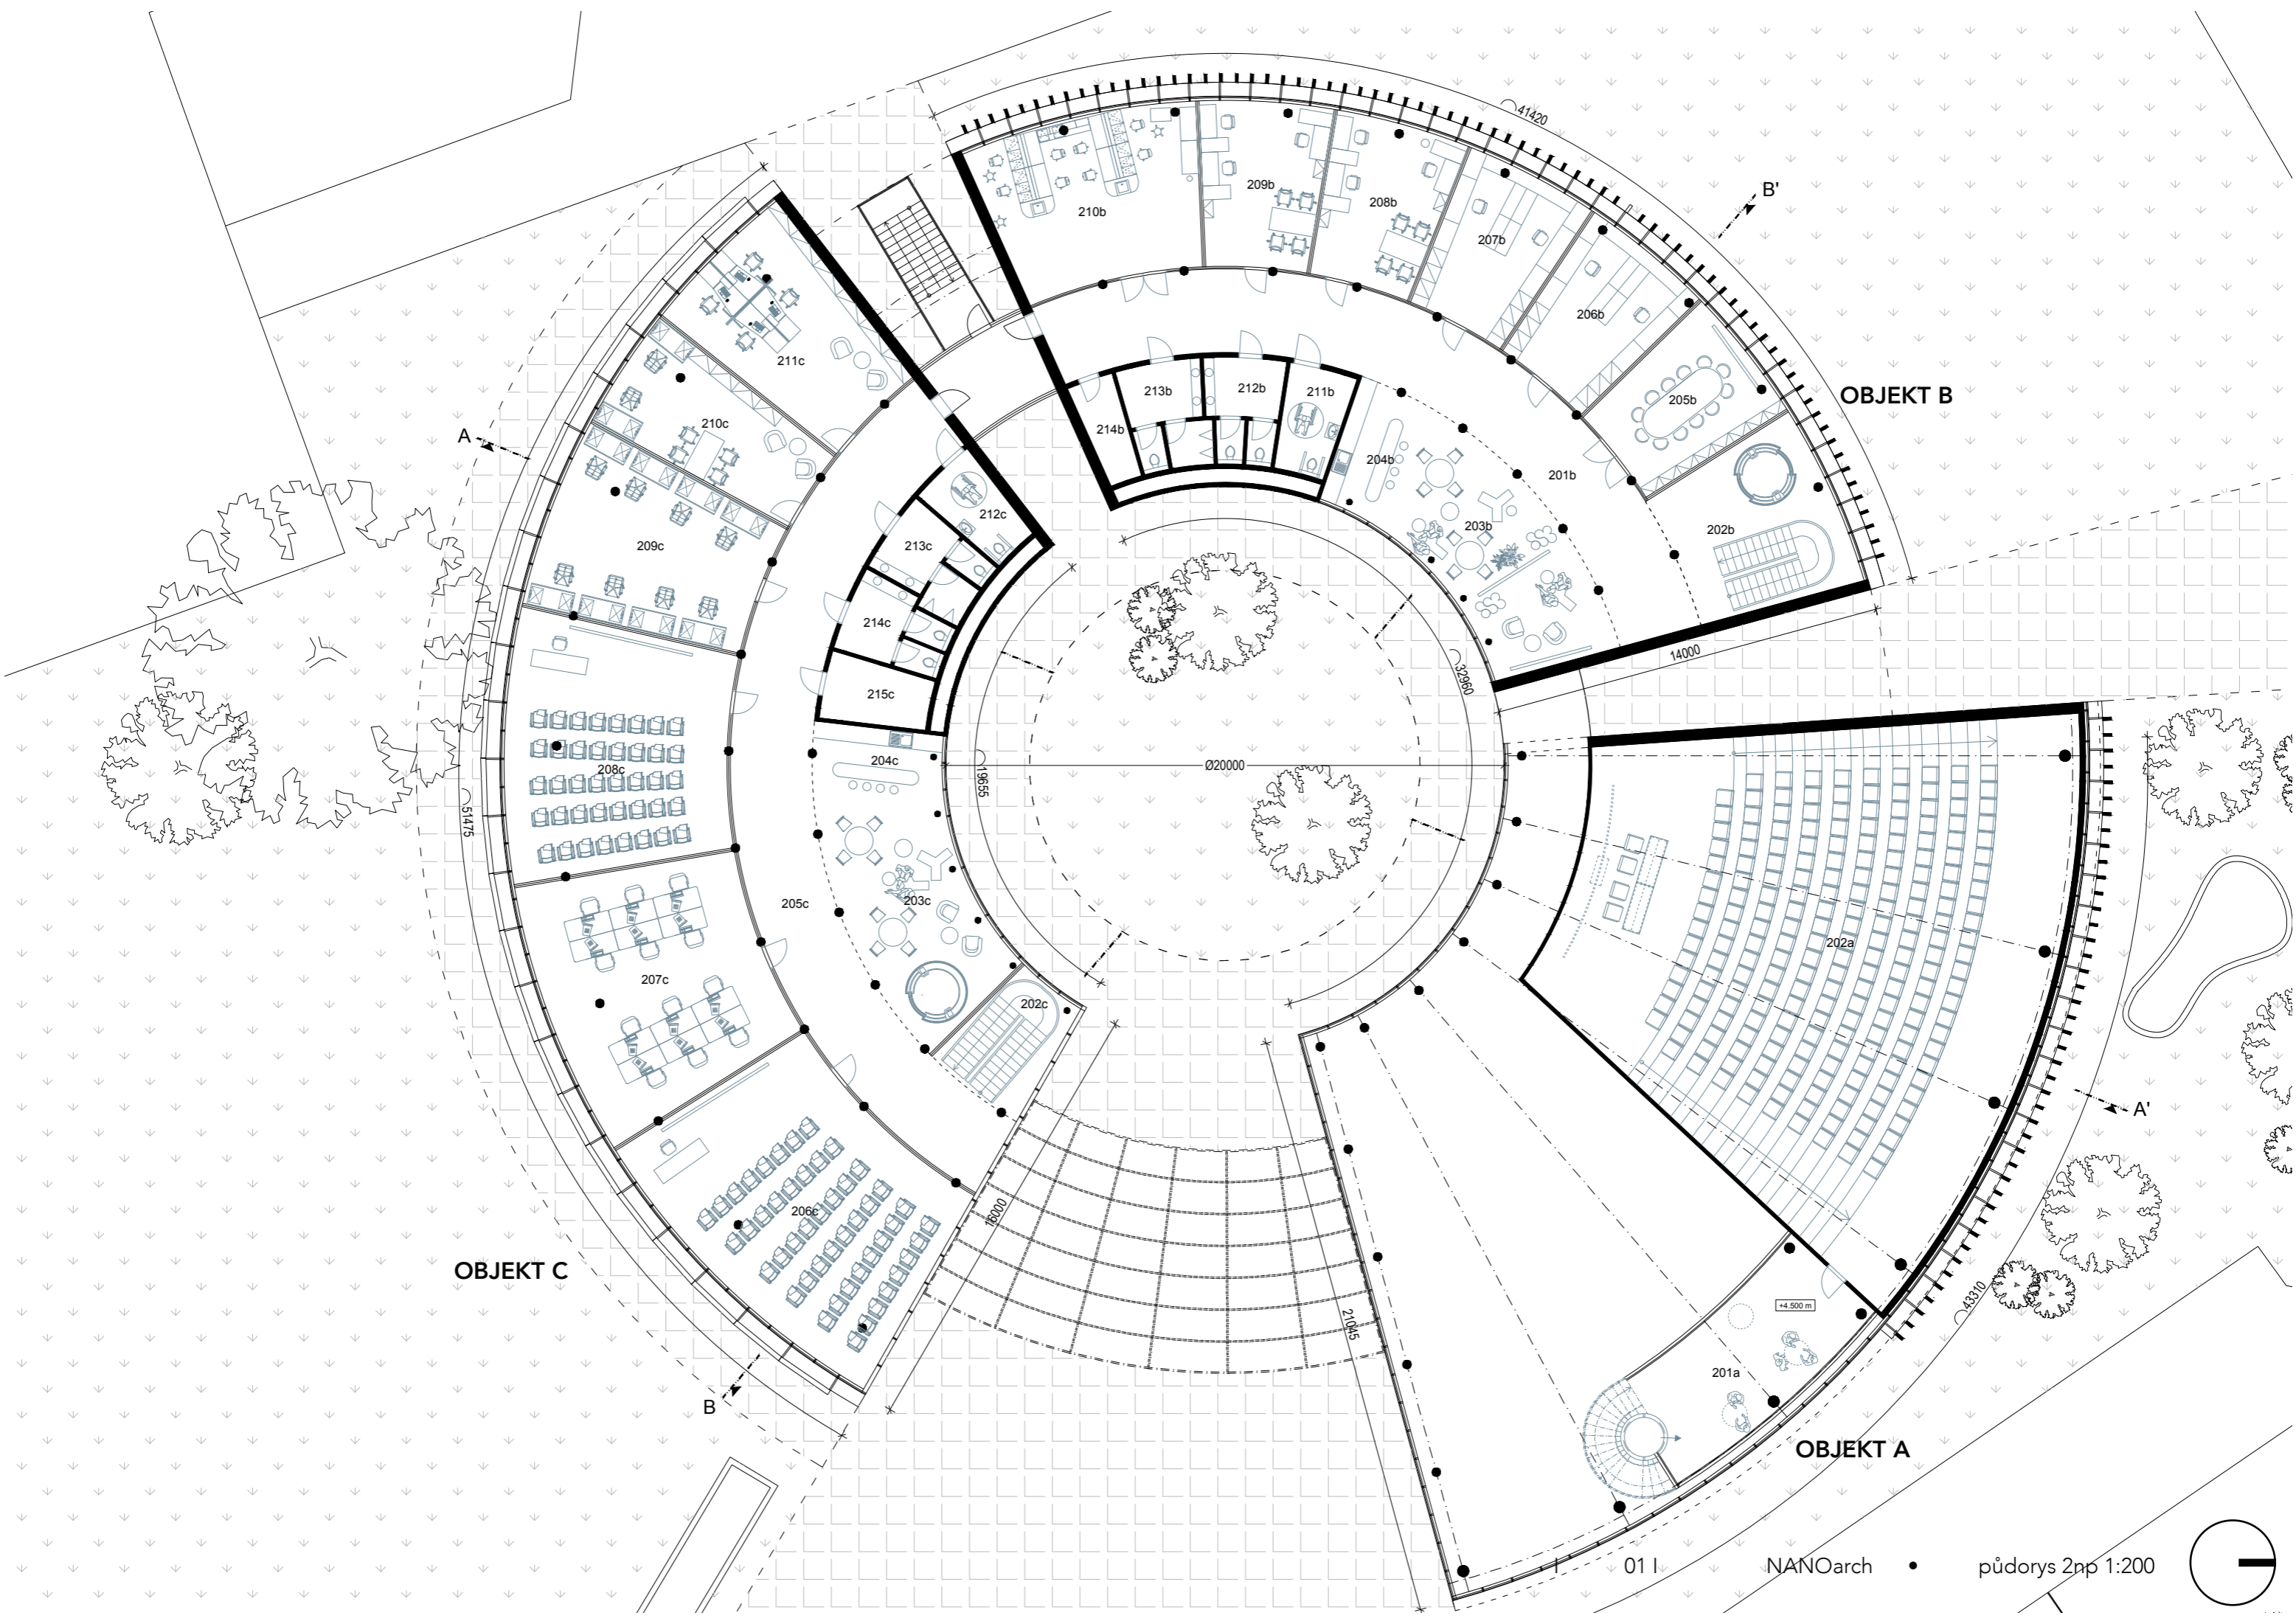 41420
B'
210b
209b
208b
207b
206b
205b
OBJEKT B
211c
210c
A
213b
212b
211b
214b
204b
201b
203b
202b
212c
213c
209c
214c
215c
32960
14000
204c
Ø20000
19655
208c
51475
205c
203c
202a
207c
202c
A'
206c
16000
OBJEKT C
21045
43310
+4.500 m
201a
B
OBJEKT A
I 01 I NANOarch • půdorys 2np 1:200